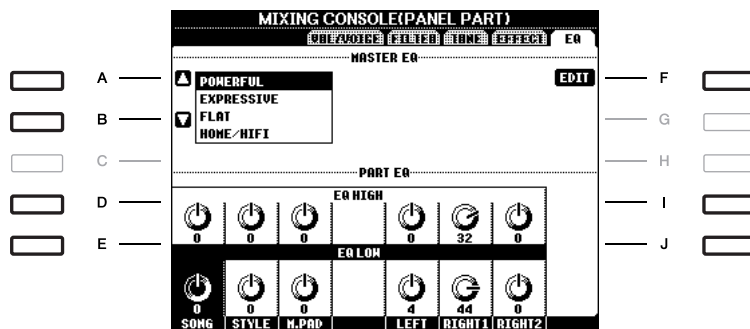 MIXING CONSOLE(PANEL PART)
VOL/VOICE FILTER TUNE EFFECT EQ
MASTER EQ
A POWERFUL EDIT F
EXPRESSIVE
B FLAT G
HOME/HIFI
C H
PART EQ
D EQ HIGH I
0 0 0 0 32 0
E EQ LOW J
0 0 0 4 44 0
SONG STYLE M.PAD LEFT RIGHT1 RIGHT2